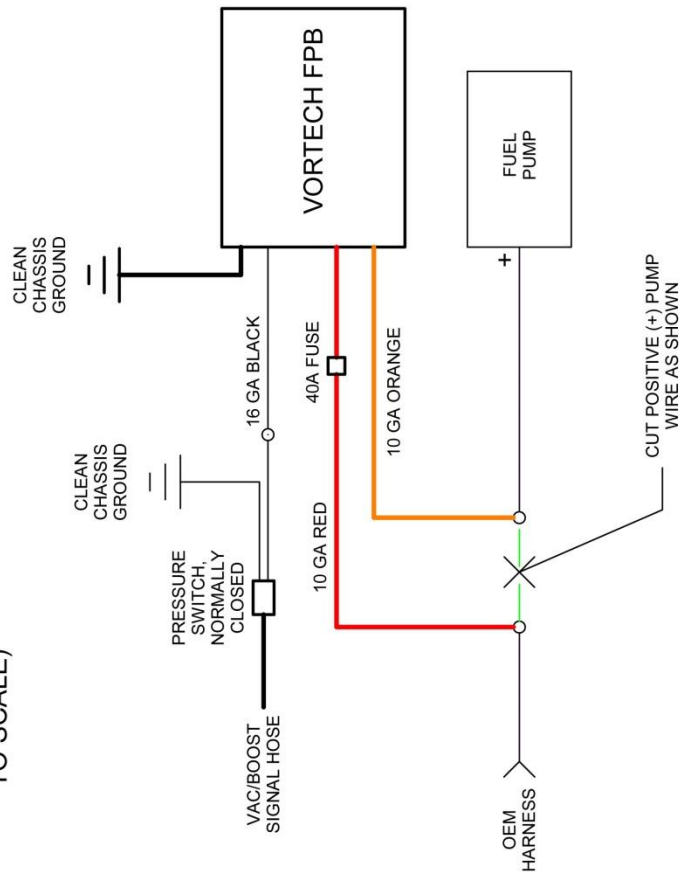 TO SCALE)
CLEAN
CHASSIS
GROUND
VORTECH FPB
CLEAN
CHASSIS
GROUND
16 GA BLACK
PRESSURE
SWITCH,
NORMALLY
CLOSED
VAC/BOOST
SIGNAL HOSE
40A FUSE
10 GA RED
10 GA ORANGE
FUEL
PUMP
+
OEM
HARNESS
CUT POSITIVE (+) PUMP
WIRE AS SHOWN